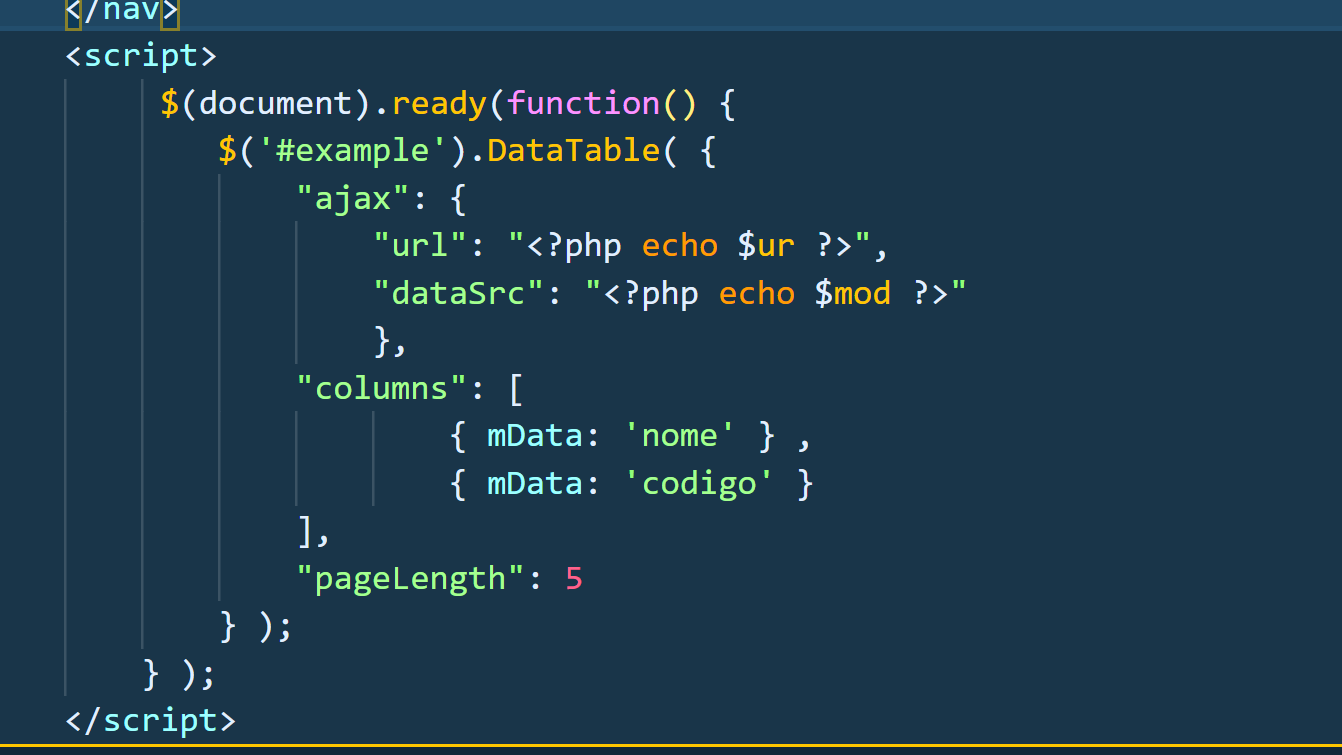 </nav>
<script>
$(document).ready(function() {
$('#example').DataTable( {
"ajax": {
"url": "<?php echo $ur ?>",
"dataSrc": "<?php echo $mod ?>"
},
"columns": [
{ mData: 'nome' } ,
{ mData: 'codigo' }
],
"pageLength": 5
} );
} );
</script>